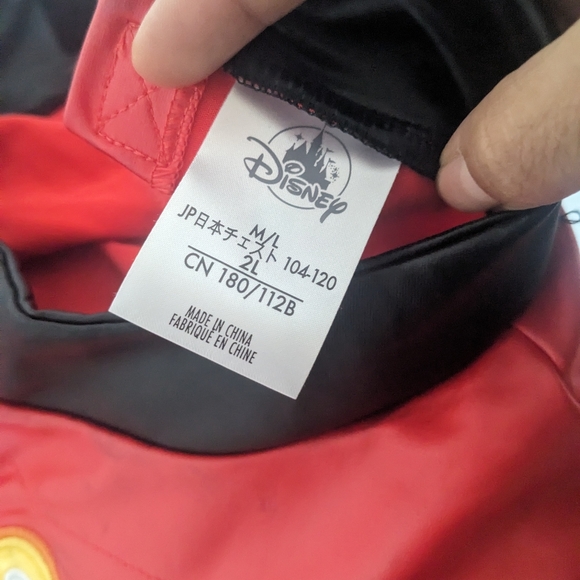 Disney
M/L
JP日本チェスト 104-120
2L
CN 180/112B
MADE IN CHINA
FABRIQUE EN CHINE